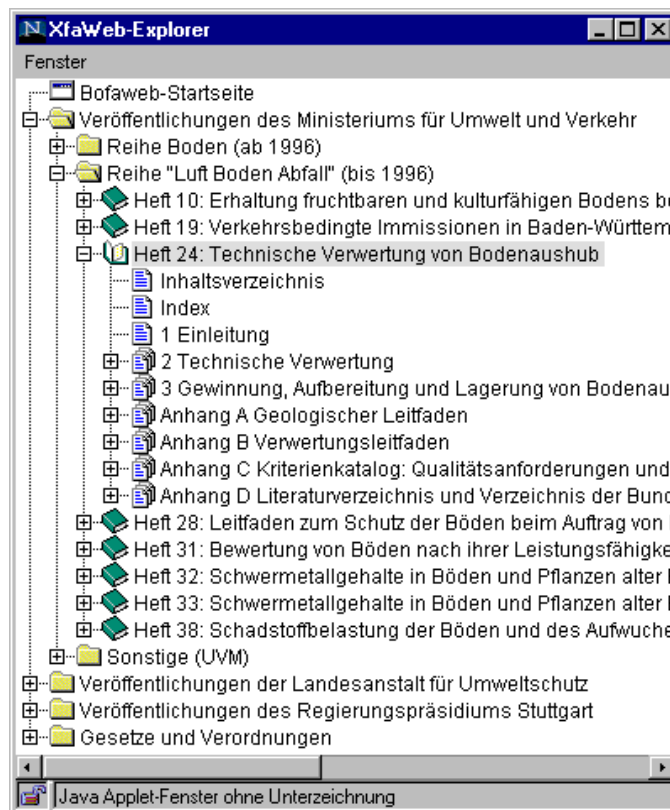 XfaWeb-Explorer
Fenster
Bofaweb-Startseite
Veröffentlichungen des Ministeriums für Umwelt und Verkehr
Reihe Boden (ab 1996)
Reihe "Luft Boden Abfall" (bis 1996)
Heft 10: Erhaltung fruchtbaren und kulturfähigen Bodens
Heft 19: Verkehrsbedingte Immissionen in
Heft 24: Technische Verwertung von Bodenaushub
Inhaltsverzeichnis
Index
1 Einleitung
2 Technische Verwertung
3 Gewinnung, Aufbereitung und Lagerung von
Anhang A Geologischer Leitfaden
Anhang B Verwertungsleitfaden
Anhang C Kriterienkatalog: Qualitätsanforderungen und
Anhang D Literaturverzeichnis und Verzeichnis der
Heft 28: Leitfaden zum Schutz der Böden beim Auftrag von
Heft 31: Bewertung von Böden nach ihrer
Heft 32: Schwermetallgehalte in Böden und Pflanzen alter
Heft 33: Schwermetallgehalte in Böden und Pflanzen alter
Heft 38: Schadstoffbelastung der Böden und des
Sonstige (UVM)
Veröffentlichungen der Landesanstalt für Umweltschutz
Veröffentlichungen des Regierungspräsidiums Stuttgart
Gesetze und Verordnungen
Java Applet-Fenster ohne Unterzeichnung